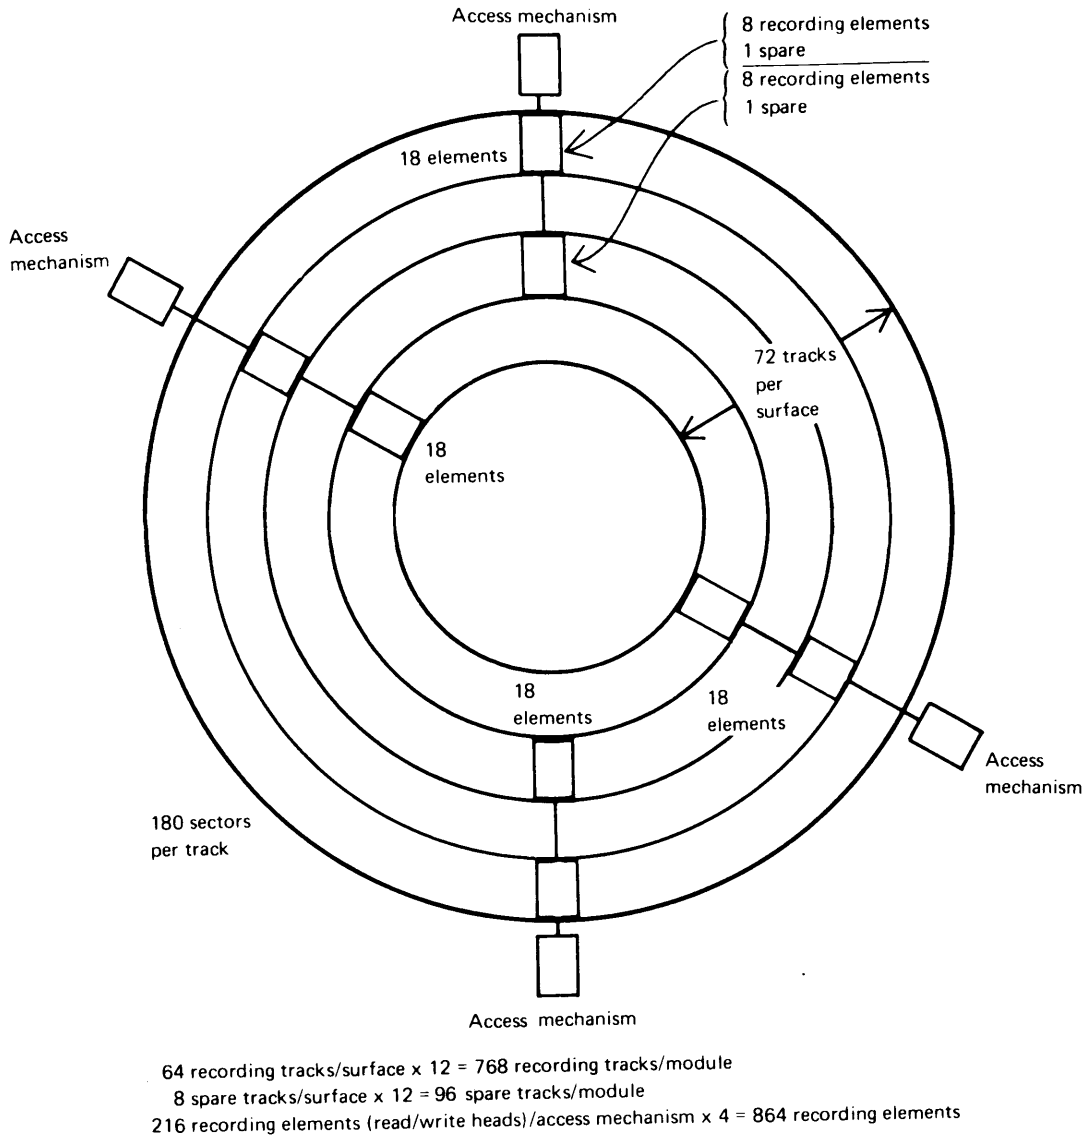 Access mechanism
8 recording elements
1 spare
8 recording elements
1 spare
18 elements
Access
mechanism
72 tracks
per
surface
18
elements
18
elements
18
elements
Access
mechanism
180 sectors
per track
Access mechanism
64 recording tracks/surface x 12 = 768 recording tracks/module
8 spare tracks/surface x 12 = 96 spare tracks/module
216 recording elements (read/write heads)/access mechanism x 4 = 864 recording elements